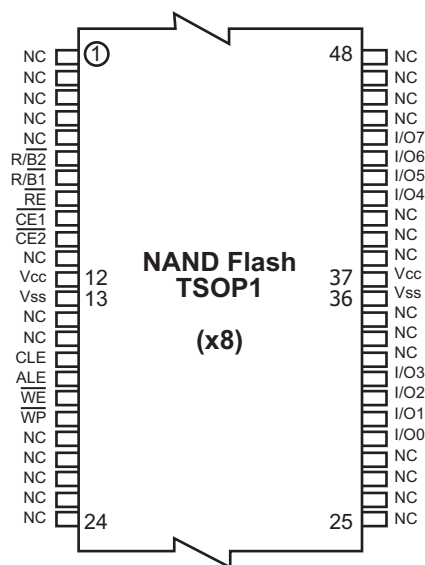 NC
NC
NC
NC
NC
R/B2
R/B1
RE
CE1
CE2
NC
Vcc
Vss
NC
NC
CLE
ALE
WE
WP
NC
NC
NC
NC
NC
1
12
13
24
NAND Flash
TSOP1
(x8)
48
37
36
25
NC
NC
NC
NC
I/O7
I/O6
I/O5
I/O4
NC
NC
NC
Vcc
Vss
NC
NC
NC
I/O3
I/O2
I/O1
I/O0
NC
NC
NC
NC